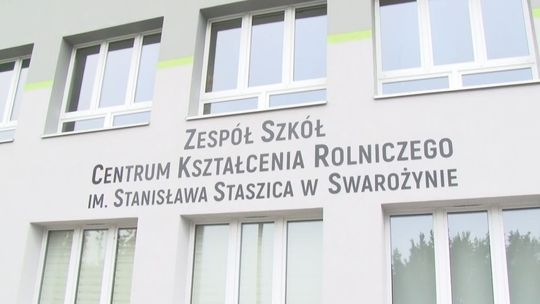 Zespół Szkół
Centrum Kształcenia Rolniczego
im. Stanisława Staszica w Swarożynie